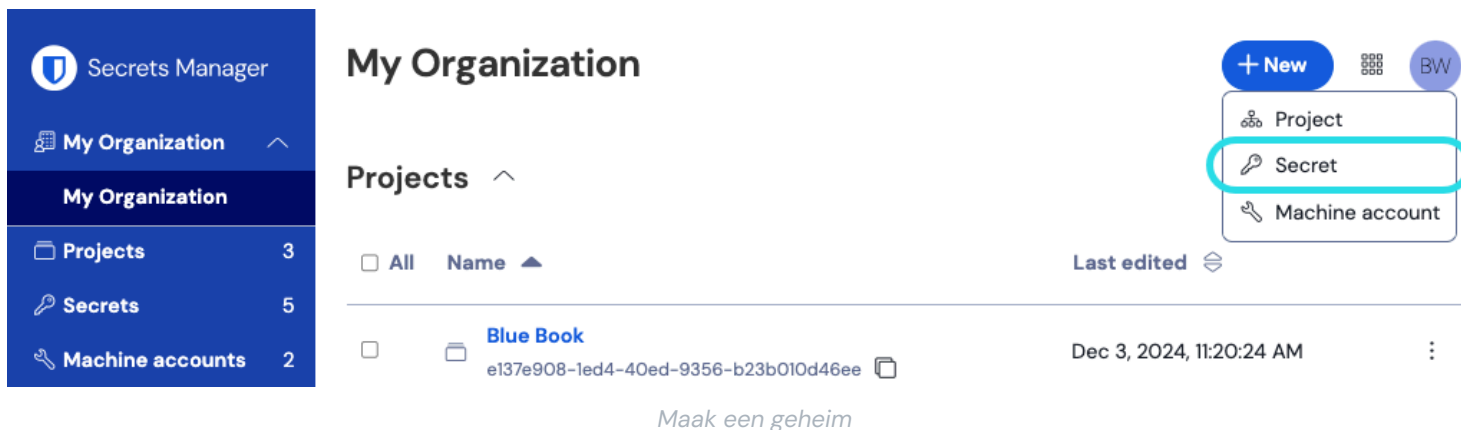 Secrets Manager
My Organization
My Organization
Projects 3
Secrets 5
Machine accounts 2
My Organization
+ New
BW
Project
Secret
Machine account
Projects
All Name Last edited
Blue Book
e137e908-1ed4-40ed-9356-b23b010d46ee
Dec 3, 2024, 11:20:24 AM
Maak een geheim